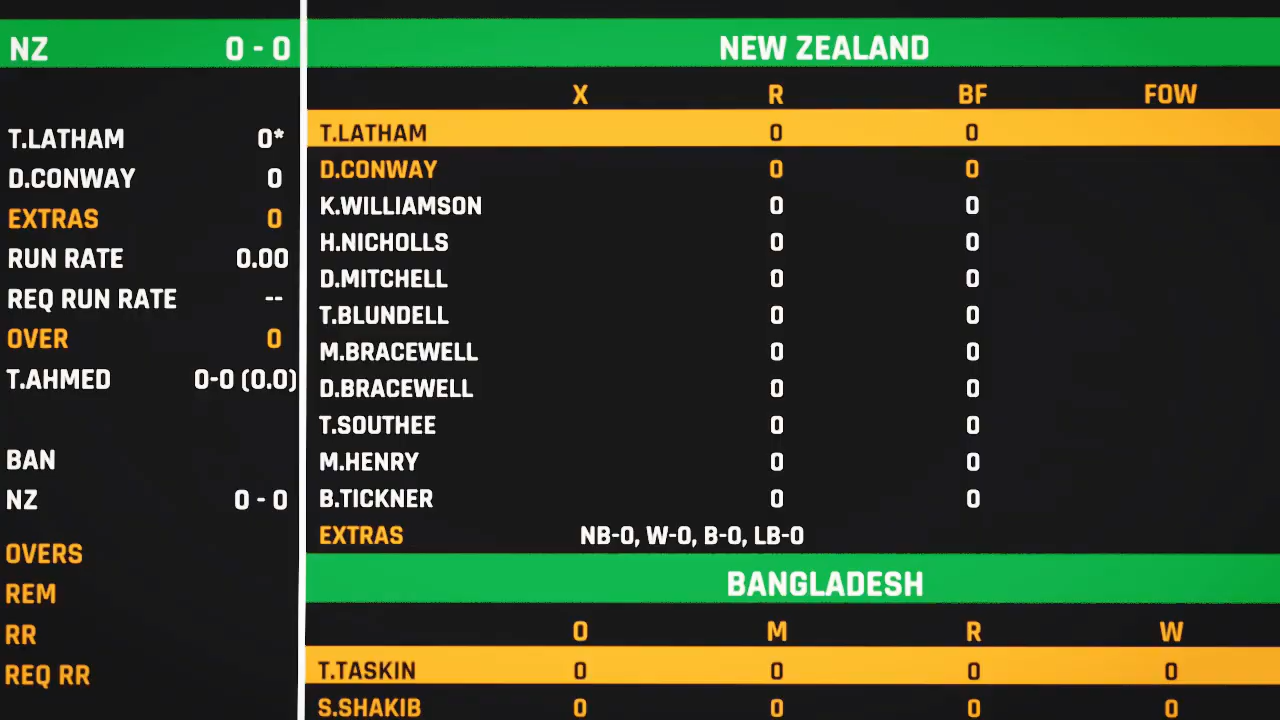 NZ 0 - 0
T.LATHAM 0*
D.CONWAY 0
EXTRAS 0
RUN RATE 0.00
REQ RUN RATE --
OVER 0
T.AHMED 0-0 (0.0)
BAN
NZ 0 - 0
OVERS
REM
RR
REQ RR
NEW ZEALAND
X R BF FOW
T.LATHAM 0 0
D.CONWAY 0 0
K.WILLIAMSON 0 0
H.NICHOLLS 0 0
D.MITCHELL 0 0
T.BLUNDELL 0 0
M.BRACEWELL 0 0
D.BRACEWELL 0 0
T.SOUTHEE 0 0
M.HENRY 0 0
B.TICKNER 0 0
EXTRAS NB-0, W-0, B-0, LB-0
BANGLADESH
O M R W
T.TASKIN 0 0 0 0
S.SHAKIB 0 0 0 0